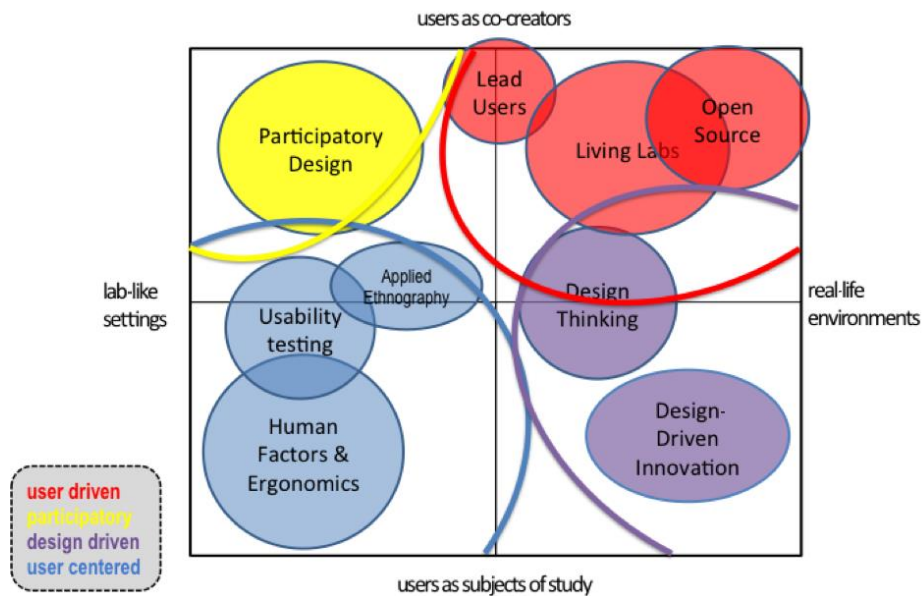 users as co-creators
Lead
Users
Open
Source
Participatory
Design
Living Labs
Applied
Ethnography
lab-like
settings
Usability
testing
Design
Thinking
real-life
environments
Human
Factors &
Ergonomics
Design-
Driven
Innovation
user driven
participatory
design driven
user centered
users as subjects of study